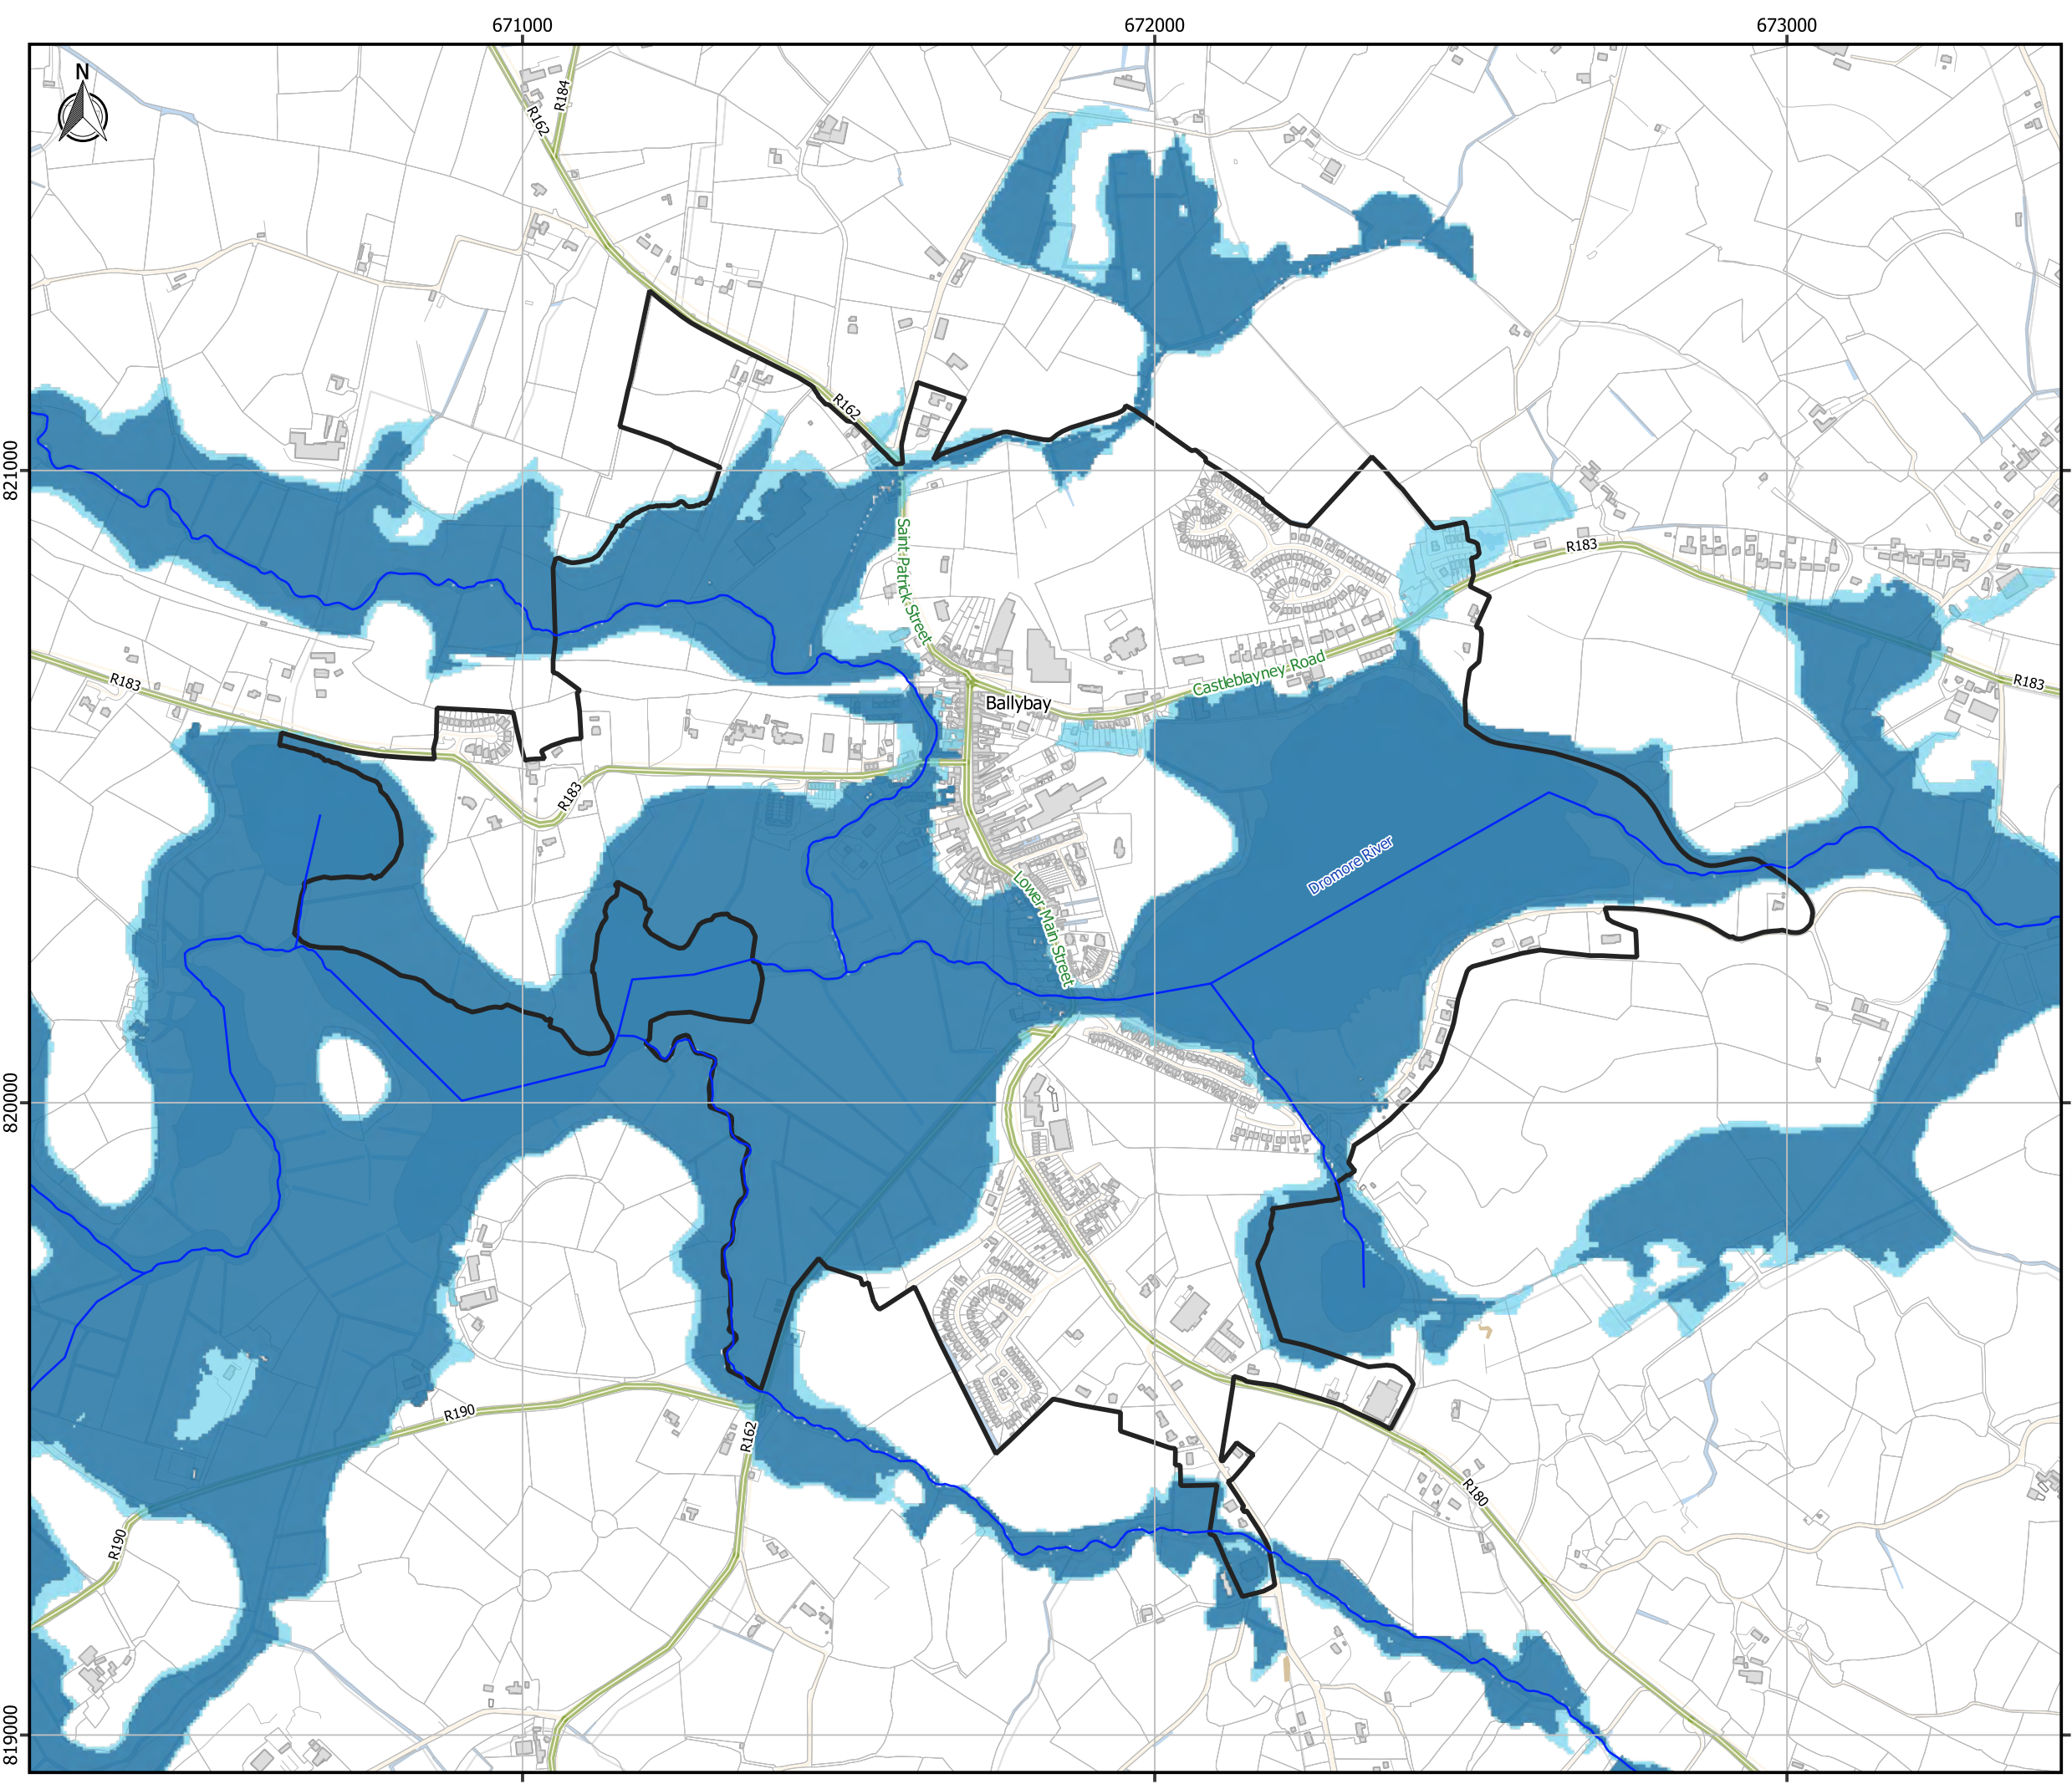 671000
672000
673000
N
R162
R184
R162
821000
Saint Patrick Street
R183
R183
R183
Castleblayney Road
Ballybay
R183
Dromore River
Lower Main Street
820000
R190
R162
R180
R190
819000